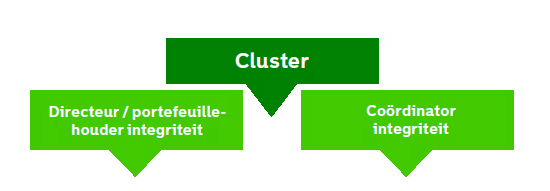 Cluster
Directeur / portefeuille-
houder integriteit
Coördinator
integriteit